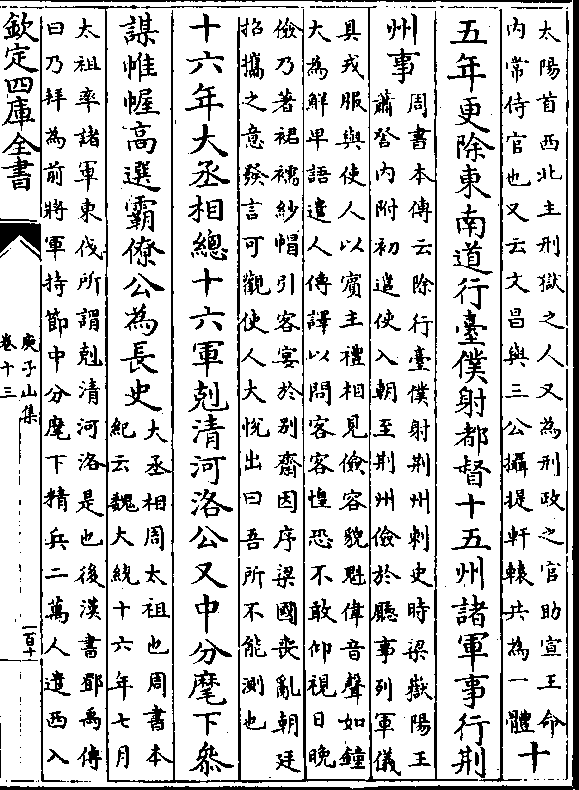 太陽首西北主刑獄之人又為刑政之官助宣王命
内常侍官也又云文昌與三公攝提軒轅共為一體十
五年更除東南道行臺僕射都督十五州諸軍事行荆
州事
周書本傳云除行臺僕射荆州刺史時梁嶽陽王
蕭詧内附初遣使入朝至荆州儉於聽事列軍儀
具戎服與使人以賓主禮相見儉容貌魁偉音聲如鐘
大為鮮卑語遣人傳譯以問客客惶恐不敢仰視日晚
儉乃著裙襦紗帽引客宴於别齋因序梁國喪亂朝廷
招攜之意發言可觀使人大悦出曰吾所不能測也
十六年大丞相總十六軍剋清河洛公又中分麾下叅
謀帷幄高選霸僚公為長史
大丞相周太祖也周書本
紀云魏大統十六年七月
太祖率諸軍東伐所謂剋清河洛是也後漢書鄧禹傳
曰乃拜為前將軍持節中分麾下精兵二萬人遣西入
欽定四庫全書
庾子山集
卷十三
一百十